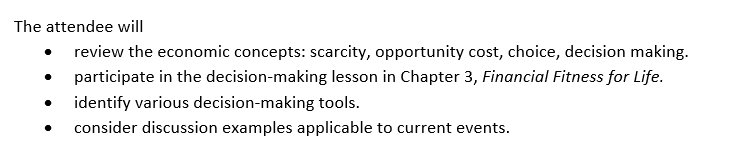 The attendee will
• review the economic concepts: scarcity, opportunity cost, choice, decision making.
• participate in the decision-making lesson in Chapter 3, Financial Fitness for Life.
• identify various decision-making tools.
• consider discussion examples applicable to current events.